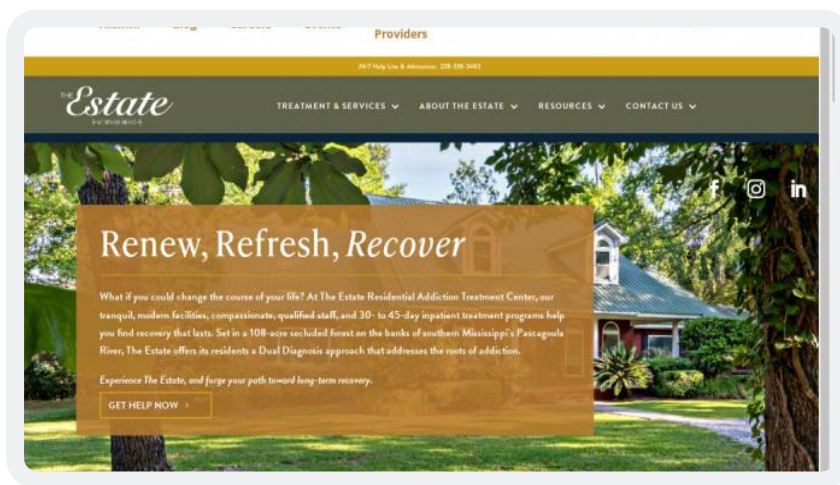 Providers
24/7 Help Line & Admissions:
THE
Estate
TREATMENT & SERVICES
ABOUT THE ESTATE
RESOURCES
CONTACT US
f
in
Renew, Refresh, Recover
What if you could change the course of your life? At The Estate Residential Addiction Treatment Center, our
tranquil, modern facilities, compassionate, qualified staff, and 30- to 45-day inpatient treatment programs help
you find recovery that lasts. Set in a 108-acre secluded forest on the banks of southern Mississippi's Pascagoula
River, The Estate offers its residents a Dual Diagnosis approach that addresses the roots of addiction.
Experience The Estate, and forge your path toward long-term recovery.
GET HELP NOW ›